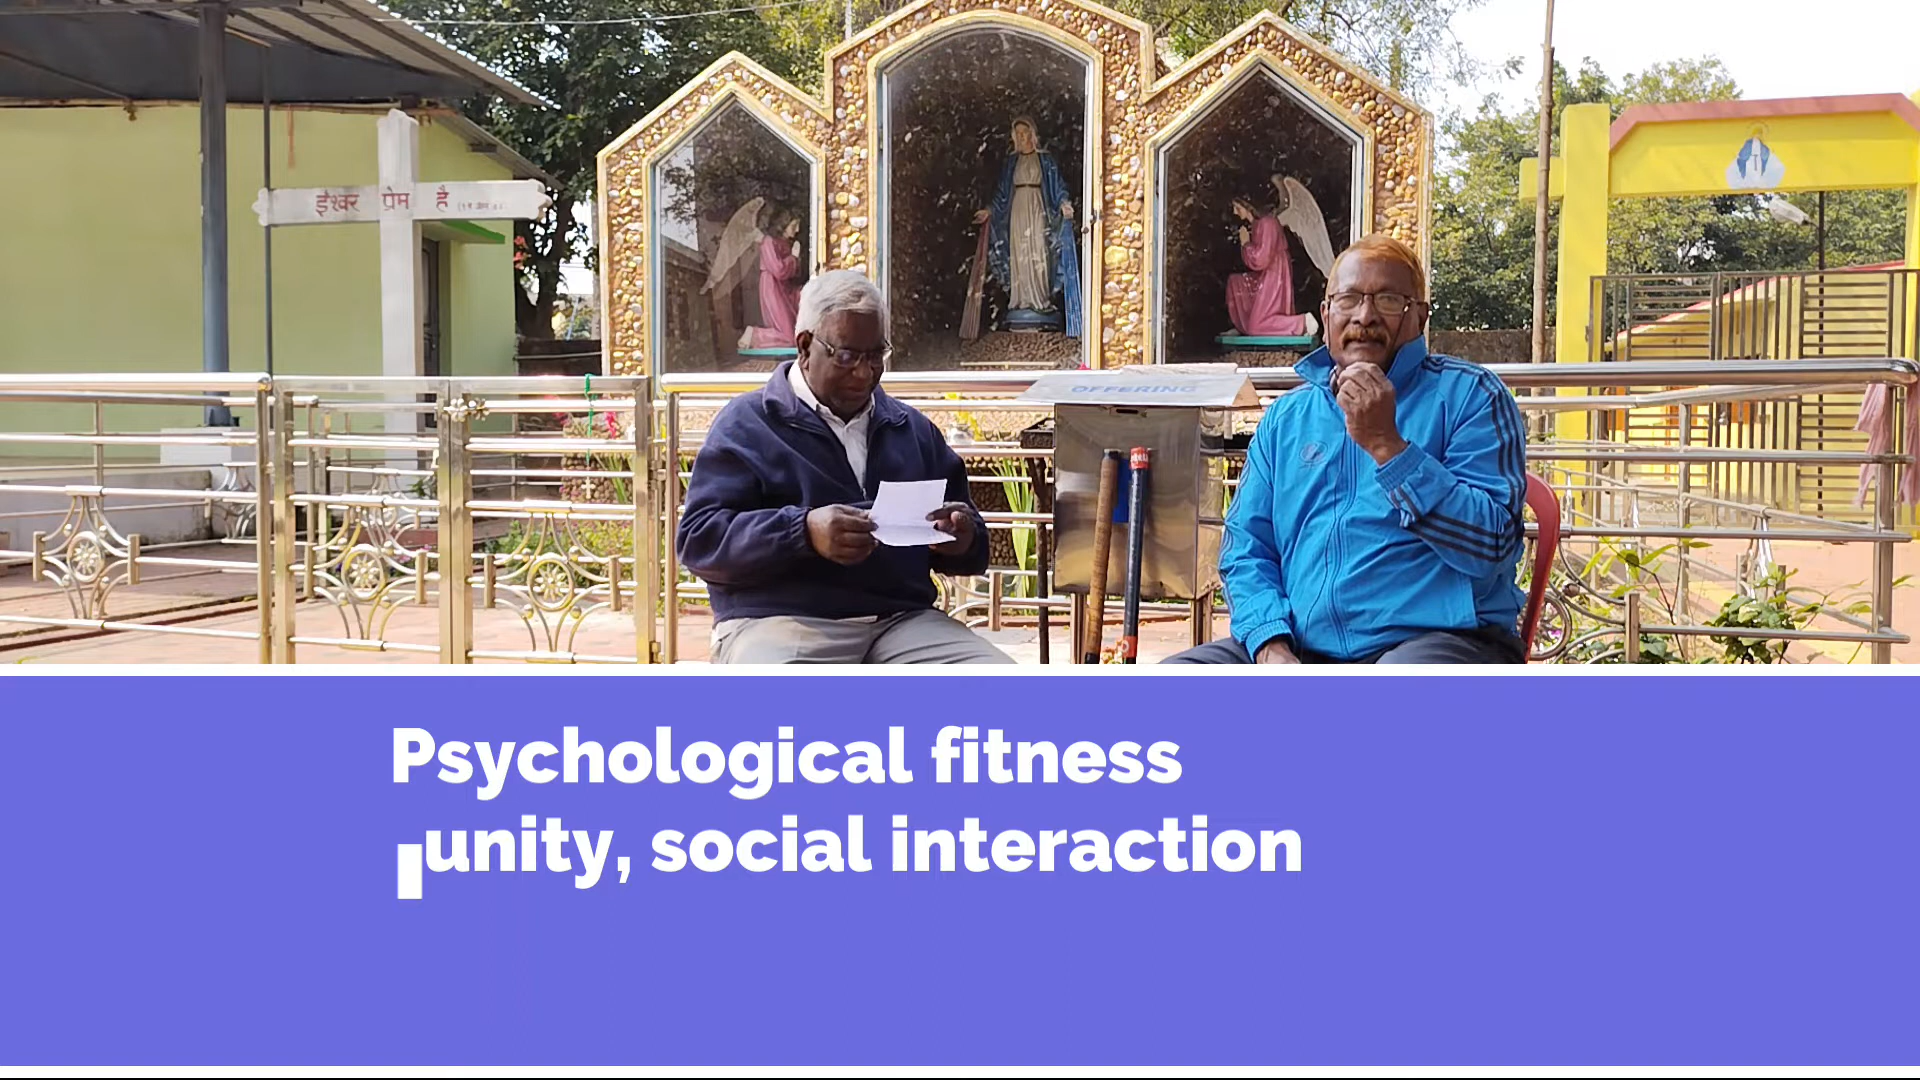 ईश्वर प्रेम है
OFFERING
Psychological fitness
unity, social interaction